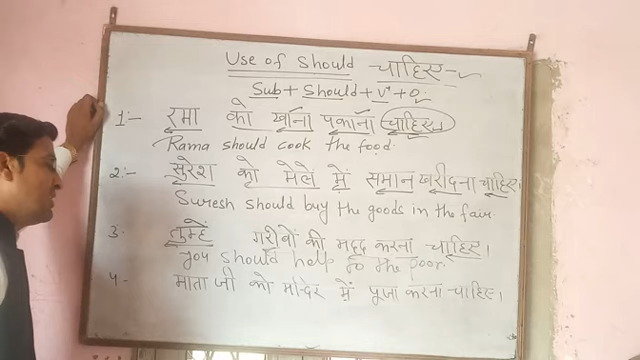 Use of Should चाहिए
Sub + Should + V¹ + O.
1:- रमा को खाना पकाना चाहिए।
Rama should cook the food.
2:- सुरेश को मेले में समान खरीदना चाहिए।
Suresh should buy the goods in the fair.
3. तुम्हें गरीबों की मदद करना चाहिए।
you should help to the poor.
4- माता जी को मन्दिर में पूजा करना चाहिए।